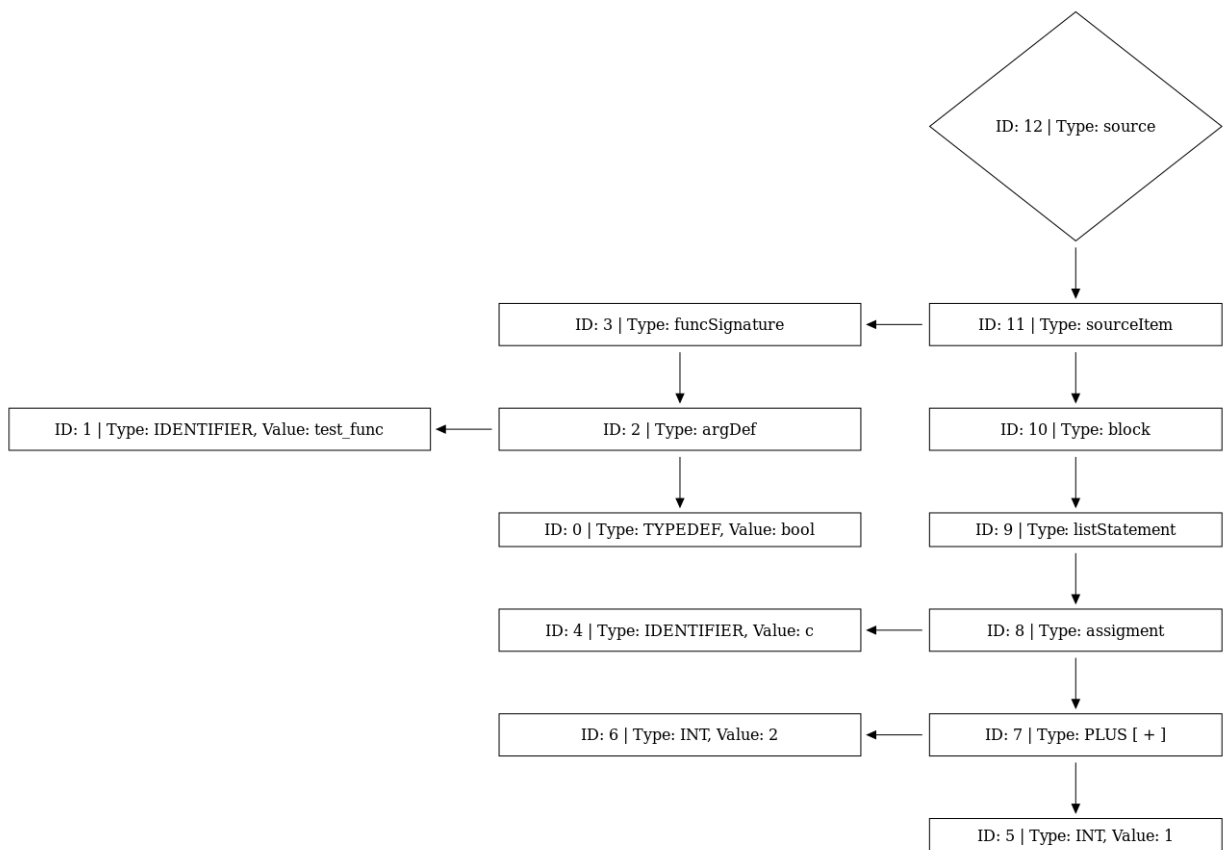 ID: 12 | Type: source
ID: 3 | Type: funcSignature
ID: 11 | Type: sourceItem
ID: 1 | Type: IDENTIFIER, Value: test_func
ID: 2 | Type: argDef
ID: 10 | Type: block
ID: 0 | Type: TYPEDEF, Value: bool
ID: 9 | Type: listStatement
ID: 4 | Type: IDENTIFIER, Value: c
ID: 8 | Type: assigment
ID: 6 | Type: INT, Value: 2
ID: 7 | Type: PLUS [ + ]
ID: 5 | Type: INT, Value: 1